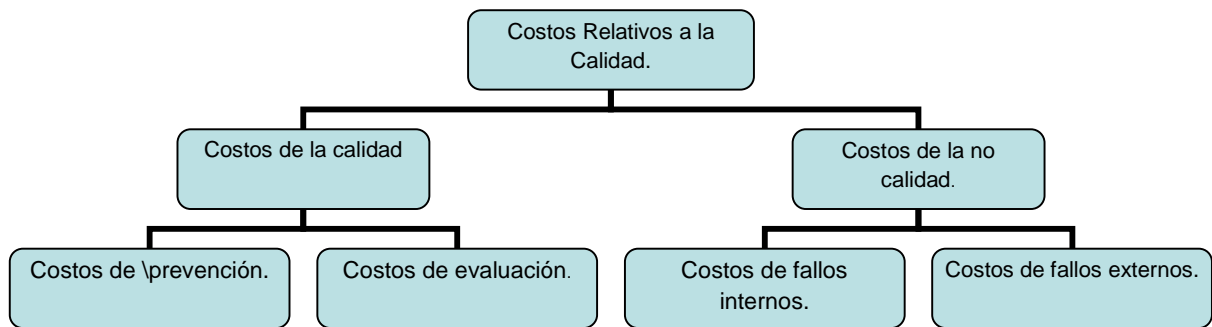 Costos Relativos a la
Calidad.
Costos de la calidad
Costos de la no
calidad.
Costos de \prevención.
Costos de evaluación.
Costos de fallos
internos.
Costos de fallos externos.